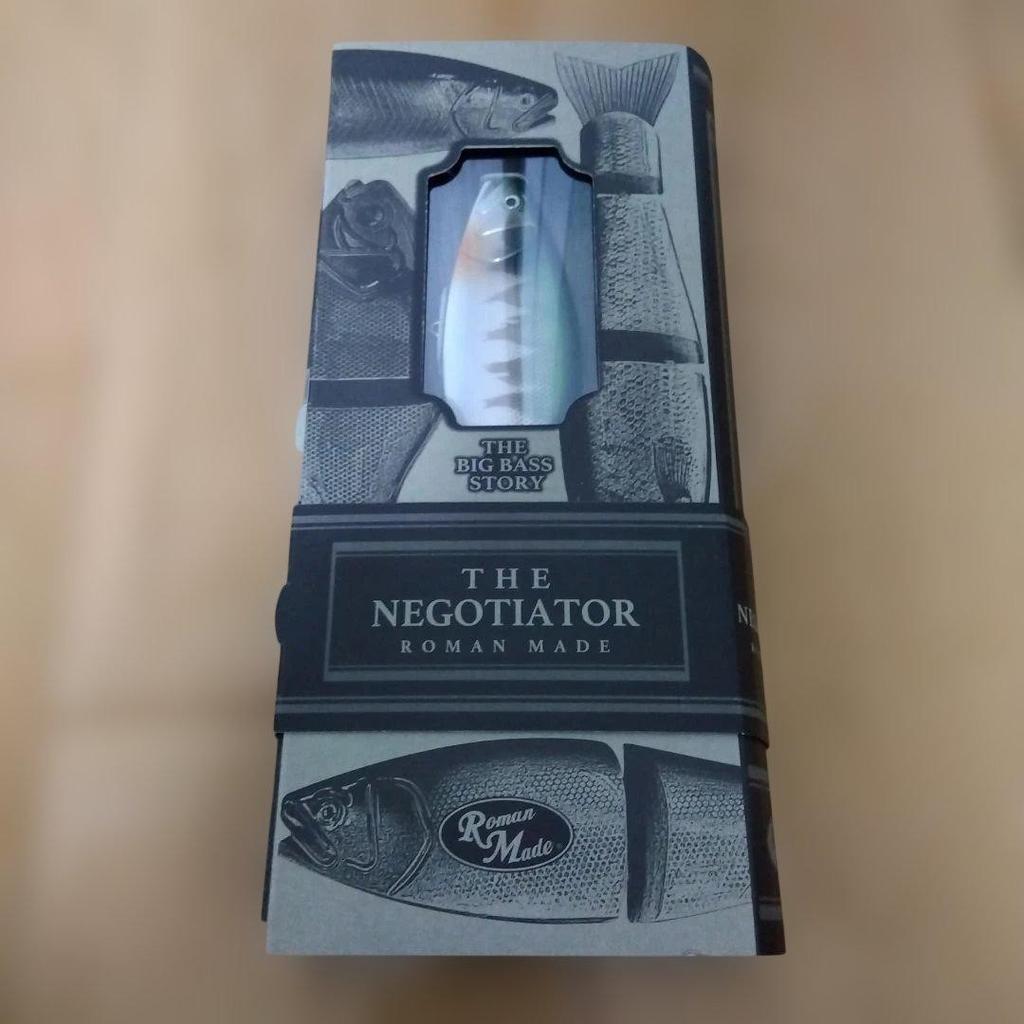 THE
BIG BASS
STORY
THE
NEGOTIATOR
ROMAN MADE
Roman
Made